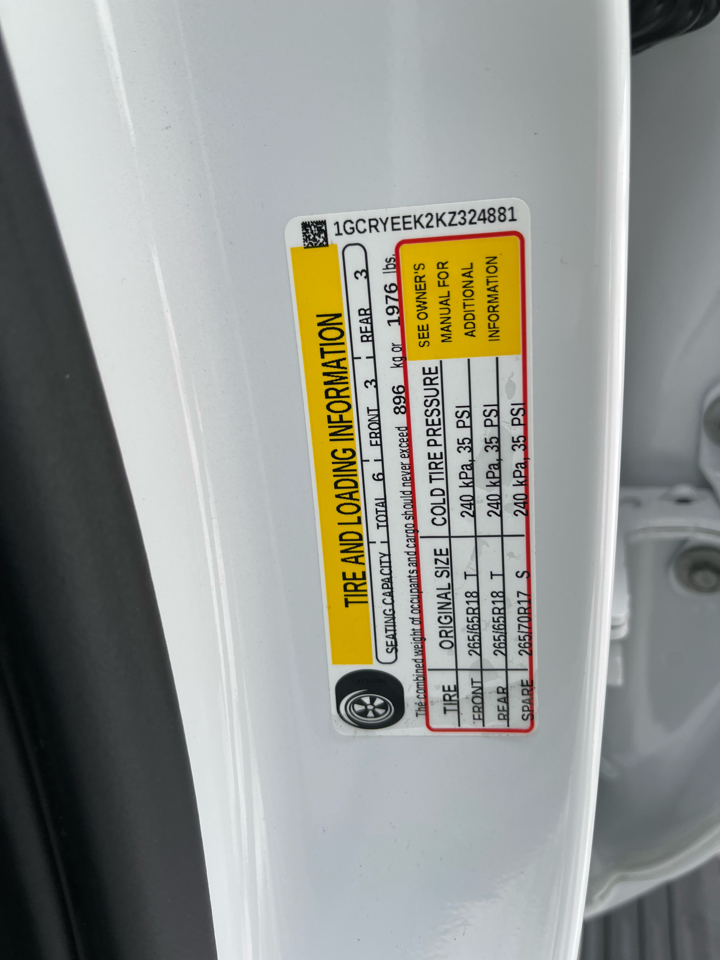 1GCRYEEK2KZ324881
TIRE AND LOADING INFORMATION
SEATING CAPACITY TOTAL 6 FRONT 3 REAR 3
The combined weight of occupants and cargo should never exceed 896 kg or 1976 lbs.
TIRE ORIGINAL SIZE COLD TIRE PRESSURE
FRONT 265/65R18 T 240 kPa, 35 PSI
REAR 265/65R18 T 240 kPa, 35 PSI
SPARE 265/70R17 S 240 kPa, 35 PSI
SEE OWNER'S
MANUAL FOR
ADDITIONAL
INFORMATION